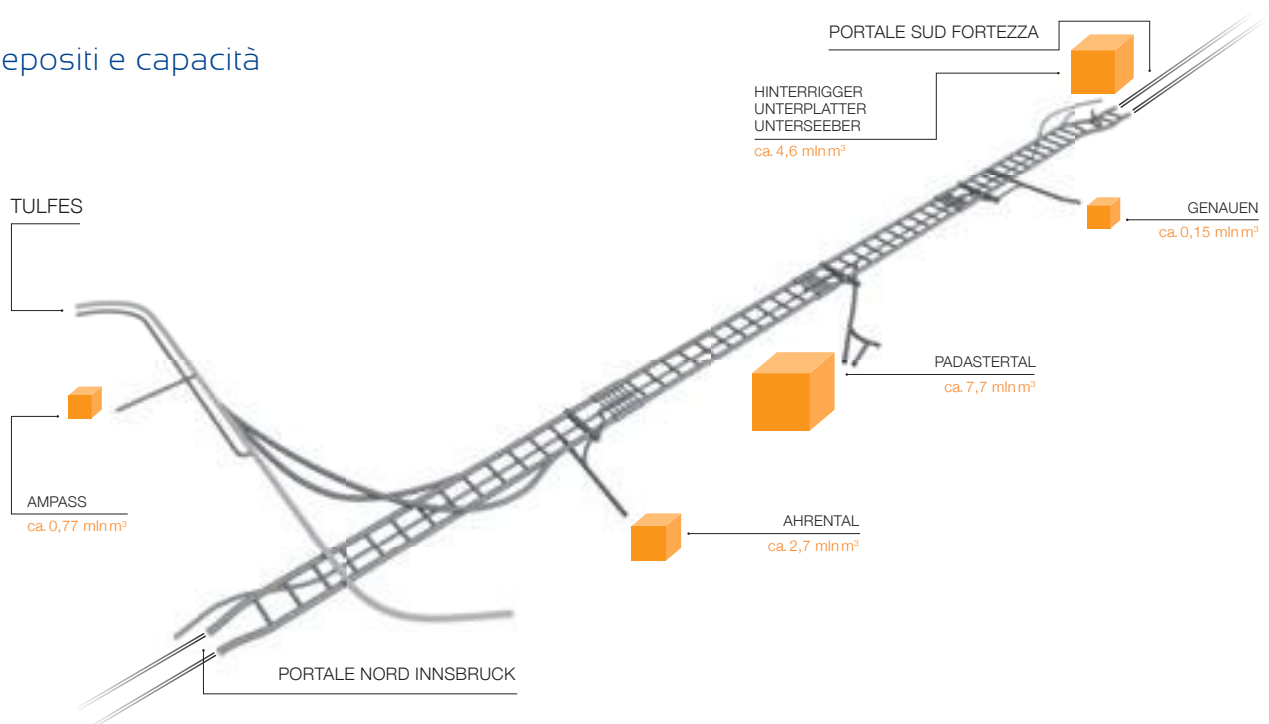 epositi e capacità
PORTALE SUD FORTEZZA
HINTERRIGGER
UNTERPLATTER
UNTERSEEBER
ca. 4,6 mln m³
TULFES
GENAUEN
ca. 0,15 mln m³
PADASTERTAL
ca. 7,7 mln m³
AMPASS
ca. 0,77 mln m³
AHRENTAL
ca. 2,7 mln m³
PORTALE NORD INNSBRUCK